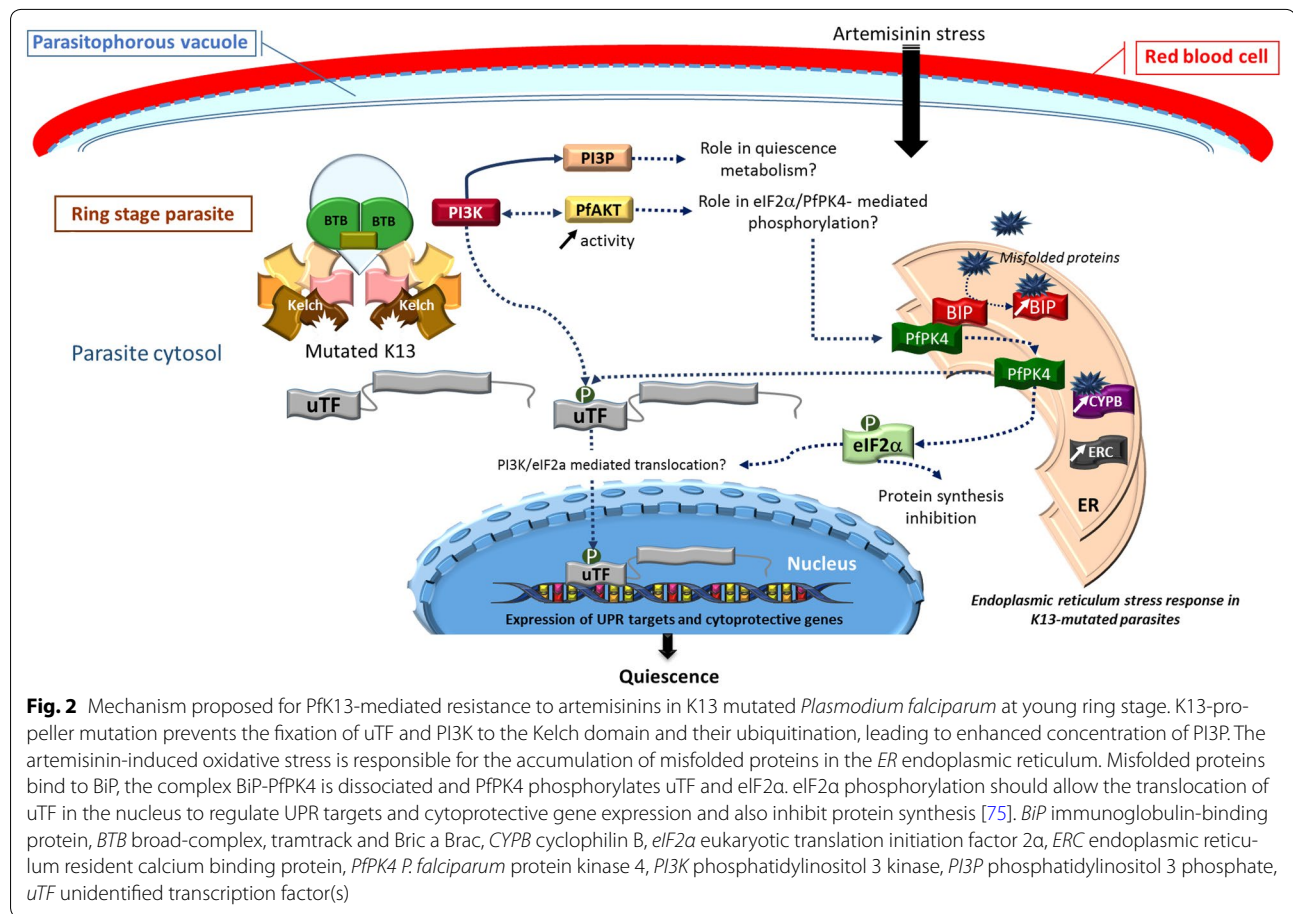 Parasitophorous vacuole
Artemisinin stress
Red blood cell
Ring stage parasite
BTB
BTB
Kelch
Kelch
Mutated K13
PI3K
PI3P
Role in quiescence
metabolism?
PfAKT
activity
Role in eIF2α/PfPK4- mediated
phosphorylation?
Misfolded proteins
BIP
BIP
PfPK4
PfPK4
CYPB
ERC
ER
Parasite cytosol
uTF
P
uTF
P
eIF2α
PI3K/eIF2a mediated translocation?
Protein synthesis
inhibition
P
uTF
Nucleus
Expression of UPR targets and cytoprotective genes
Endoplasmic reticulum stress response in
K13-mutated parasites
Quiescence
Fig. 2 Mechanism proposed for PfK13-mediated resistance to artemisinins in K13 mutated Plasmodium falciparum at young ring stage. K13-pro-
peller mutation prevents the fixation of uTF and PI3K to the Kelch domain and their ubiquitination, leading to enhanced concentration of PI3P. The
artemisinin-induced oxidative stress is responsible for the accumulation of misfolded proteins in the ER endoplasmic reticulum. Misfolded proteins
bind to BiP, the complex BiP-PfPK4 is dissociated and PfPK4 phosphorylates uTF and eIF2α. eIF2α phosphorylation should allow the translocation of
uTF in the nucleus to regulate UPR targets and cytoprotective gene expression and also inhibit protein synthesis [75]. BiP immunoglobulin-binding
protein, BTB broad-complex, tramtrack and Bric a Brac, CYPB cyclophilin B, eIF2α eukaryotic translation initiation factor 2α, ERC endoplasmic reticu-
lum resident calcium binding protein, PfPK4 P. falciparum protein kinase 4, PI3K phosphatidylinositol 3 kinase, PI3P phosphatidylinositol 3 phosphate,
uTF unidentified transcription factor(s)